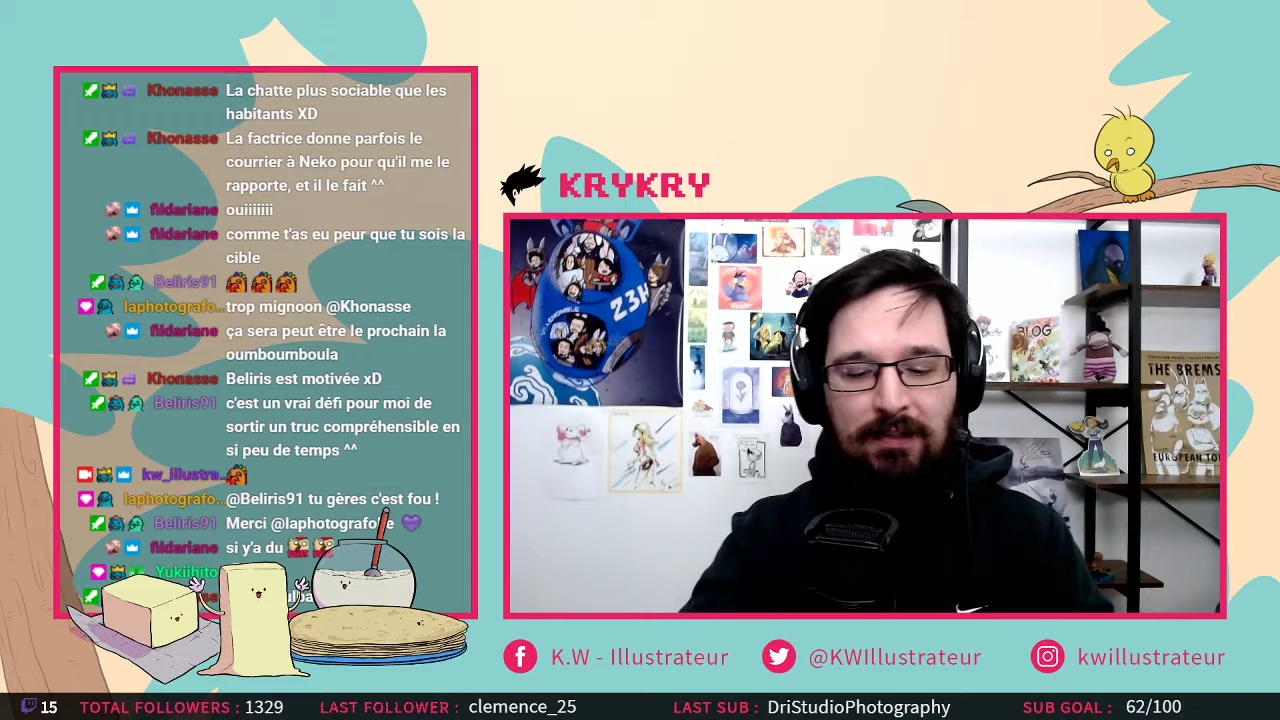 Khonasse La chatte plus sociable que les
habitants XD
Khonasse La factrice donne parfois le
courrier à Neko pour qu'il me le
rapporte, et il le fait ^^
fildariane ouiiiiiii
fildariane comme t'as eu peur que tu sois la
cible
Beliris91
laphotografo... trop mignoon @Khonasse
fildariane ça sera peut être le prochain la
oumboumboula
Khonasse Beliris est motivée xD
Beliris91 c'est un vrai défi pour moi de
sortir un truc compréhensible en
si peu de temps ^^
kw_illustra...
laphotografo... @Beliris91 tu gères c'est fou !
Beliris91 Merci
fildariane si y'a du
Yukiihito
KRYKRY
Z3H
BLOG
THE BREMS
EUROPEAN TO
K.W - Illustrateur
@KWIllustrateur
kwillustrateur
15 TOTAL FOLLOWERS : 1329 LAST FOLLOWER : clemence_25 LAST SUB : DriStudioPhotography SUB GOAL : 62/100